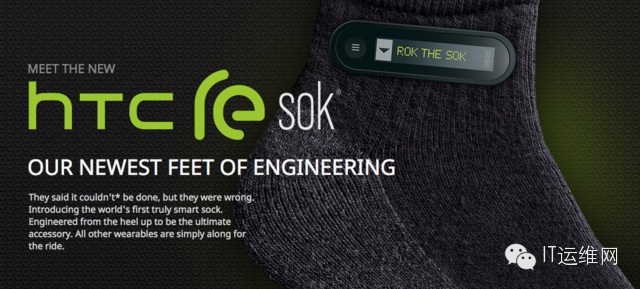 MEET THE NEW
hTC re sok
OUR NEWEST FEET OF ENGINEERING
They said it couldn't* be done, but they were wrong.
Introducing the world's first truly smart sock.
Engineered from the heel up to be the ultimate
accessory. All other wearables are simply along for
the ride.
ROK THE SOK
IT运维网